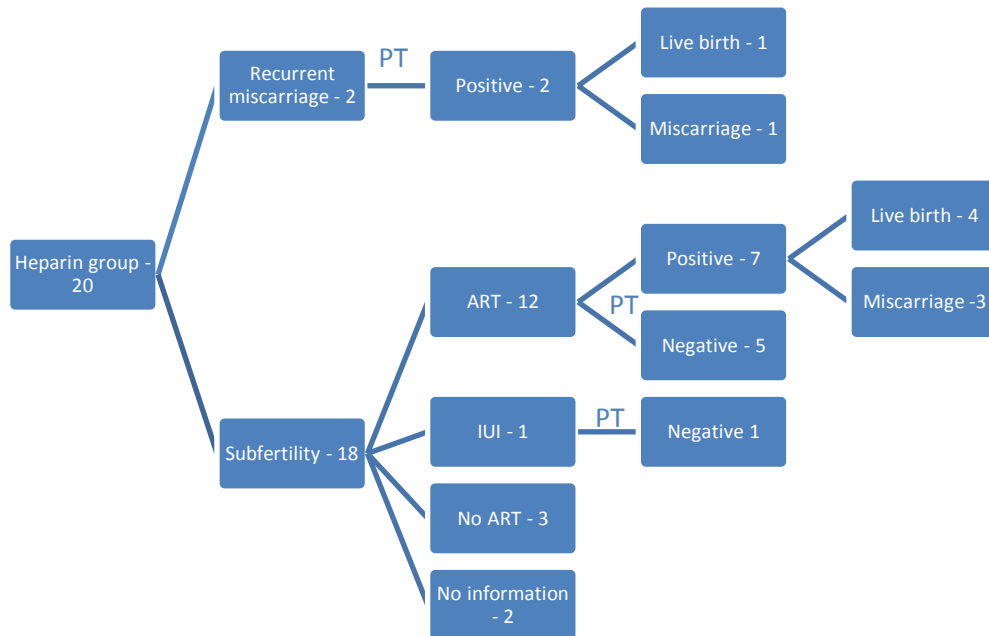 Heparin group -
20
Recurrent
miscarriage - 2
PT
Positive - 2
Live birth - 1
Miscarriage - 1
Subfertility - 18
ART - 12
PT
Positive - 7
Live birth - 4
Miscarriage -3
Negative - 5
IUI - 1
PT
Negative 1
No ART - 3
No information
- 2